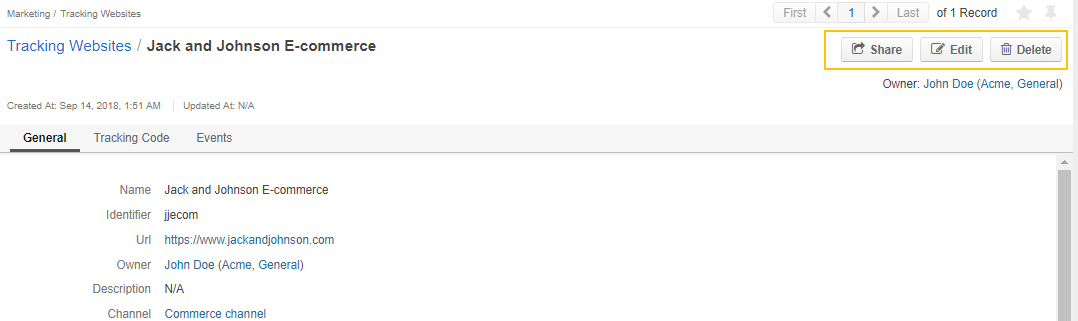 Marketing / Tracking Websites
First 1 Last of 1 Record
Tracking Websites / Jack and Johnson E-commerce
Share Edit Delete
Owner: John Doe (Acme, General)
Created At: Sep 14, 2018, 1:51 AM Updated At: N/A
General Tracking Code Events
Name Jack and Johnson E-commerce
Identifier jjecom
Url https://www.jackandjohnson.com
Owner John Doe (Acme, General)
Description N/A
Channel Commerce channel